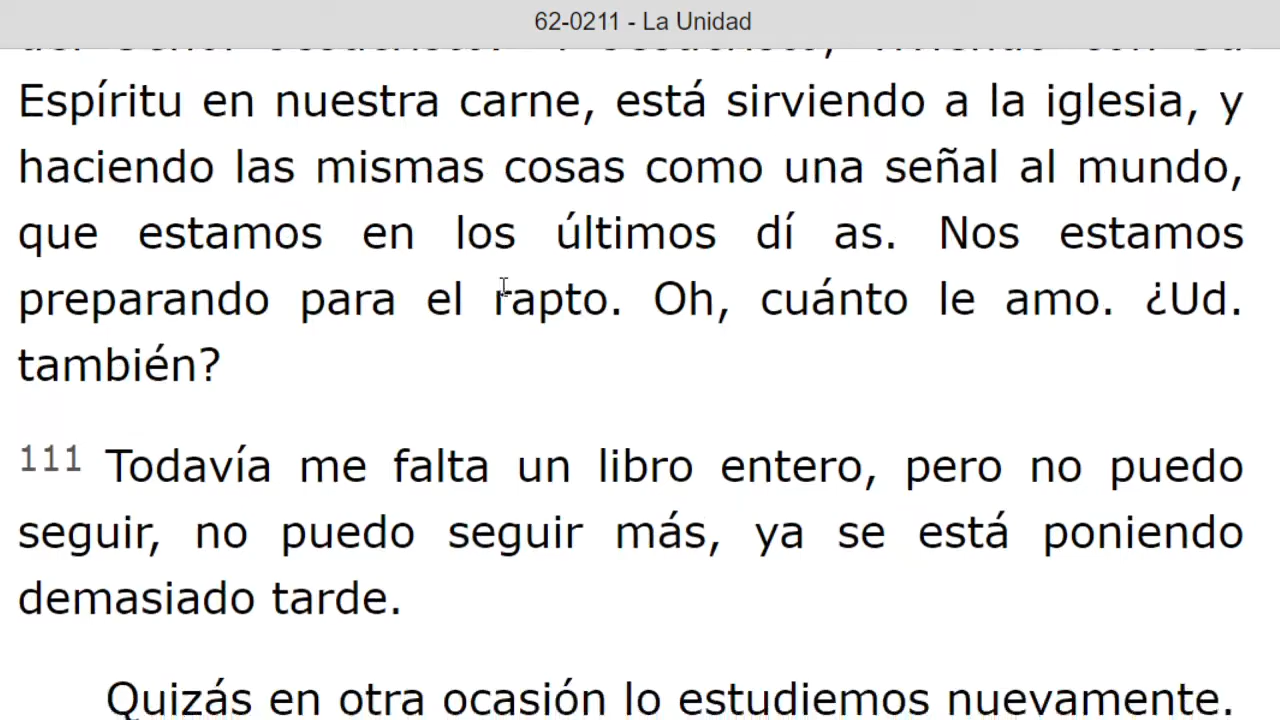 62-0211 - La Unidad
Espíritu en nuestra carne, está sirviendo a la iglesia, y
haciendo las mismas cosas como una señal al mundo,
que estamos en los últimos dí as. Nos estamos
preparando para el rapto. Oh, cuánto le amo. ¿Ud.
también?
111 Todavía me falta un libro entero, pero no puedo
seguir, no puedo seguir más, ya se está poniendo
demasiado tarde.
Quizás en otra ocasión lo estudiemos nuevamente.